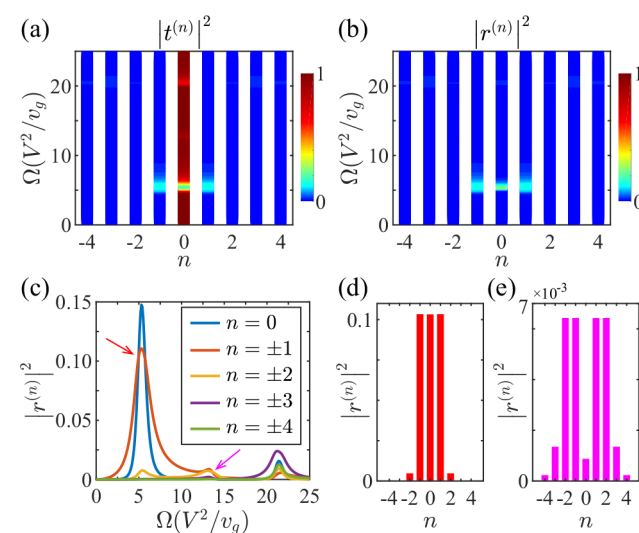 (a) |t^{(n)}|^2
Ω(V^2/v_g)
20
10
0
1
0
-4 -2 0 2 4
n
(b) |r^{(n)}|^2
Ω(V^2/v_g)
20
10
0
1
0
-4 -2 0 2 4
n
(c)
|r^{(n)}|^2
0.15
0.10
0.05
0
0 5 10 15 20 25
Ω(V^2/v_g)
n = 0
n = ±1
n = ±2
n = ±3
n = ±4
(d)
|r^{(n)}|^2
0.1
0
-4 -2 0 2 4
n
(e)
×10^{-3}
|r^{(n)}|^2
7
0
-4 -2 0 2 4
n